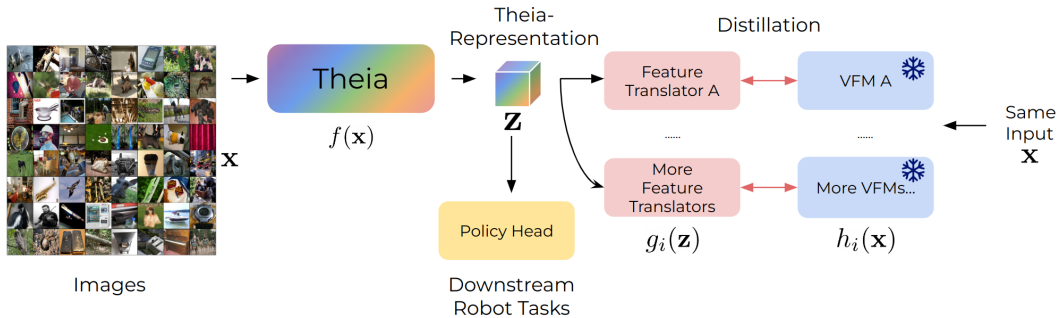 Images
x
Theia
f(x)
Theia-
Representation
z
Policy Head
Downstream
Robot Tasks
Distillation
Feature
Translator A
......
More
Feature
Translators
g_i(z)
VFM A
......
More VFMs...
h_i(x)
Same
Input
x